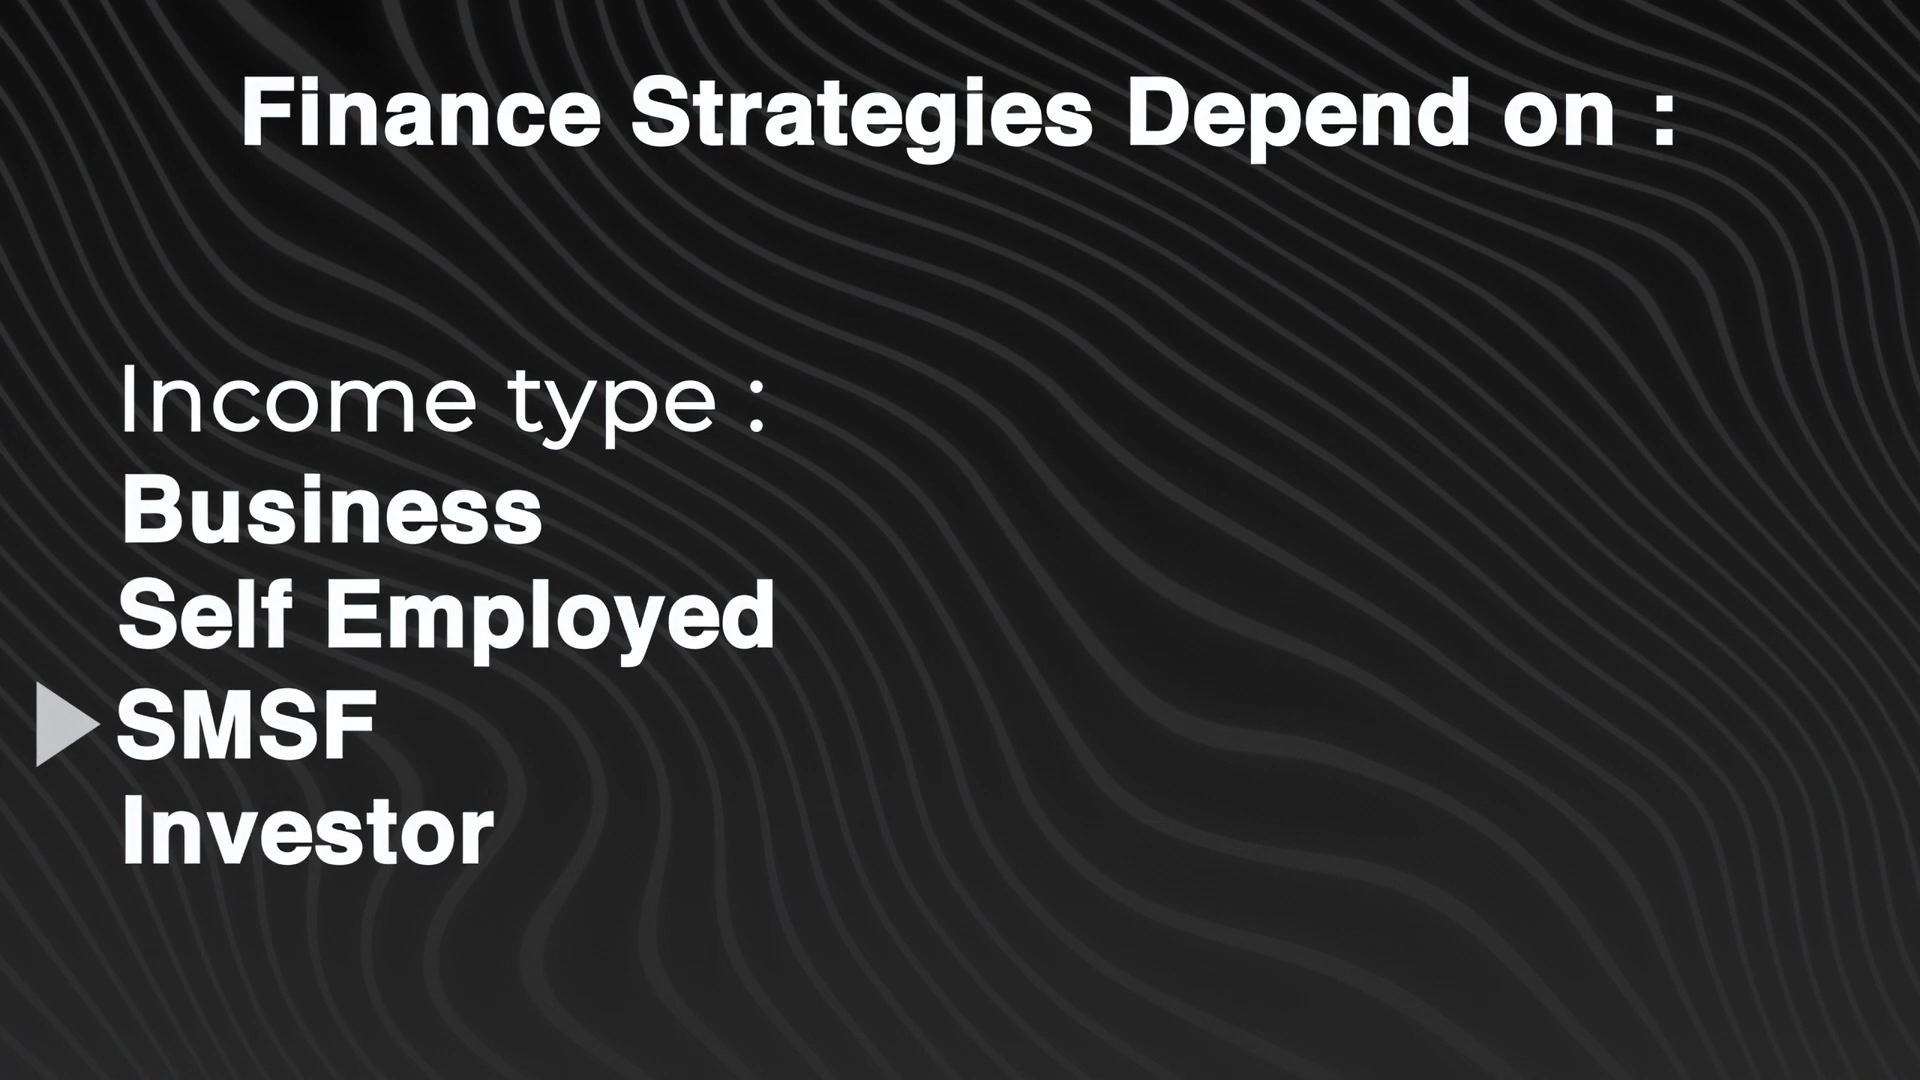 Finance Strategies Depend on :
Income type :
Business
Self Employed
SMSF
Investor